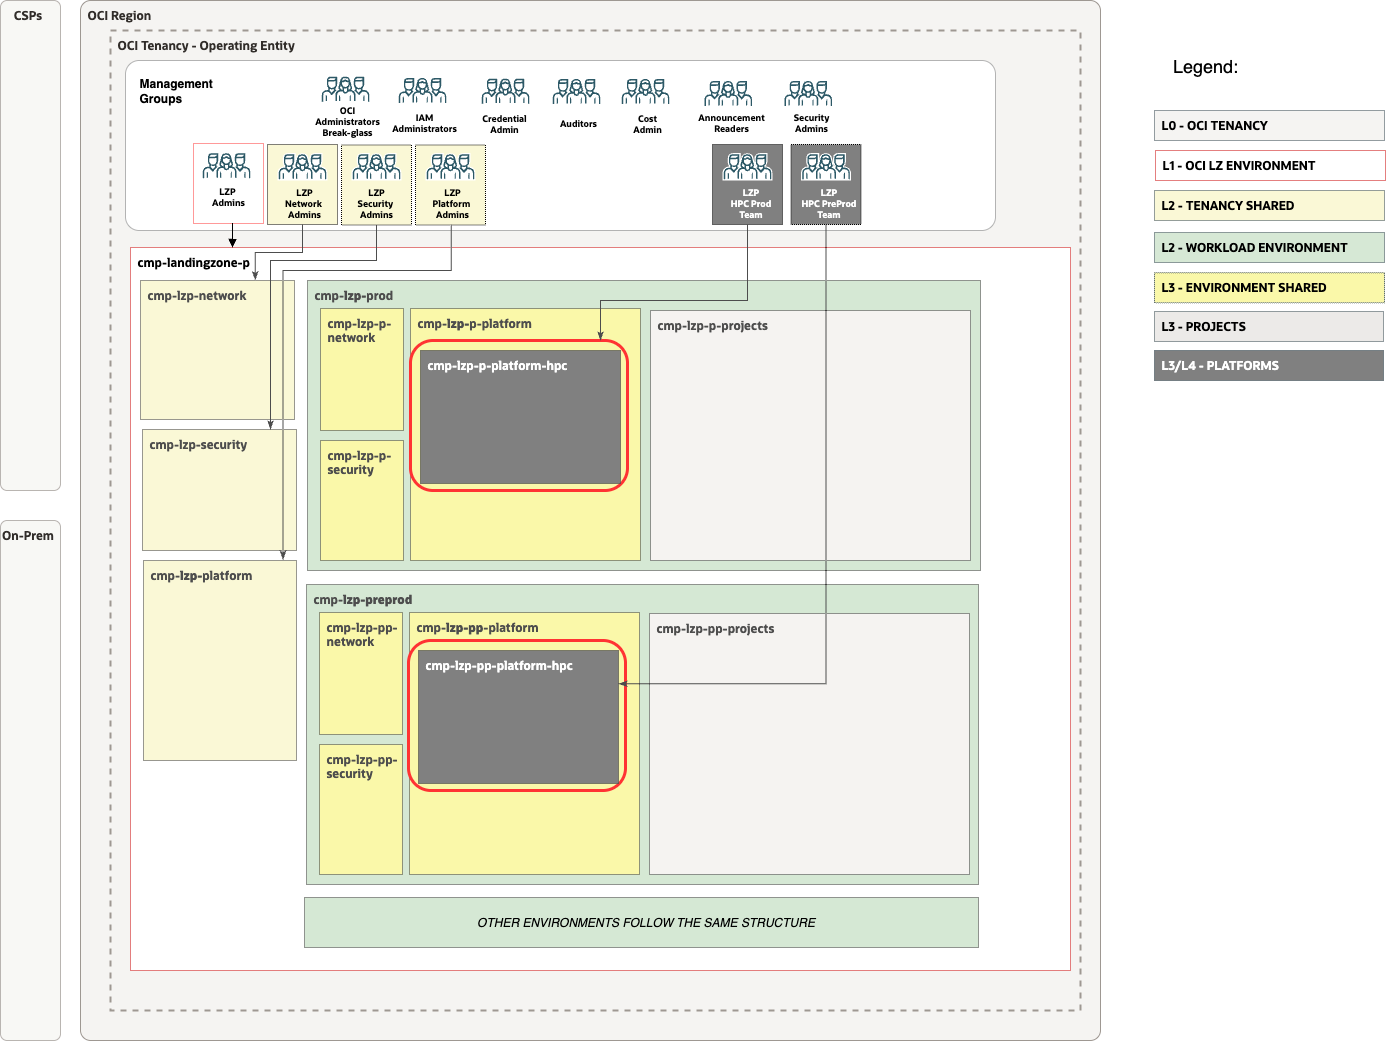 CSPs
OCI Region
OCI Tenancy - Operating Entity
Management
Groups
OCI
Administrators
Break-glass
IAM
Administrators
Credential
Admin
Auditors
Cost
Admin
Announcement
Readers
Security
Admins
LZP
Admins
LZP
Network
Admins
LZP
Security
Admins
LZP
Platform
Admins
LZP
HPC Prod
Team
LZP
HPC PreProd
Team
cmp-landingzone-p
cmp-lzp-network
cmp-lzp-security
cmp-lzp-platform
cmp-lzp-prod
cmp-lzp-p-
network
cmp-lzp-p-
security
cmp-lzp-p-platform
cmp-lzp-p-platform-hpc
cmp-lzp-p-projects
On-Prem
cmp-lzp-preprod
cmp-lzp-pp-
network
cmp-lzp-pp-
security
cmp-lzp-pp-platform
cmp-lzp-pp-platform-hpc
cmp-lzp-pp-projects
OTHER ENVIRONMENTS FOLLOW THE SAME STRUCTURE
Legend:
L0 - OCI TENANCY
L1 - OCI LZ ENVIRONMENT
L2 - TENANCY SHARED
L2 - WORKLOAD ENVIRONMENT
L3 - ENVIRONMENT SHARED
L3 - PROJECTS
L3/L4 - PLATFORMS